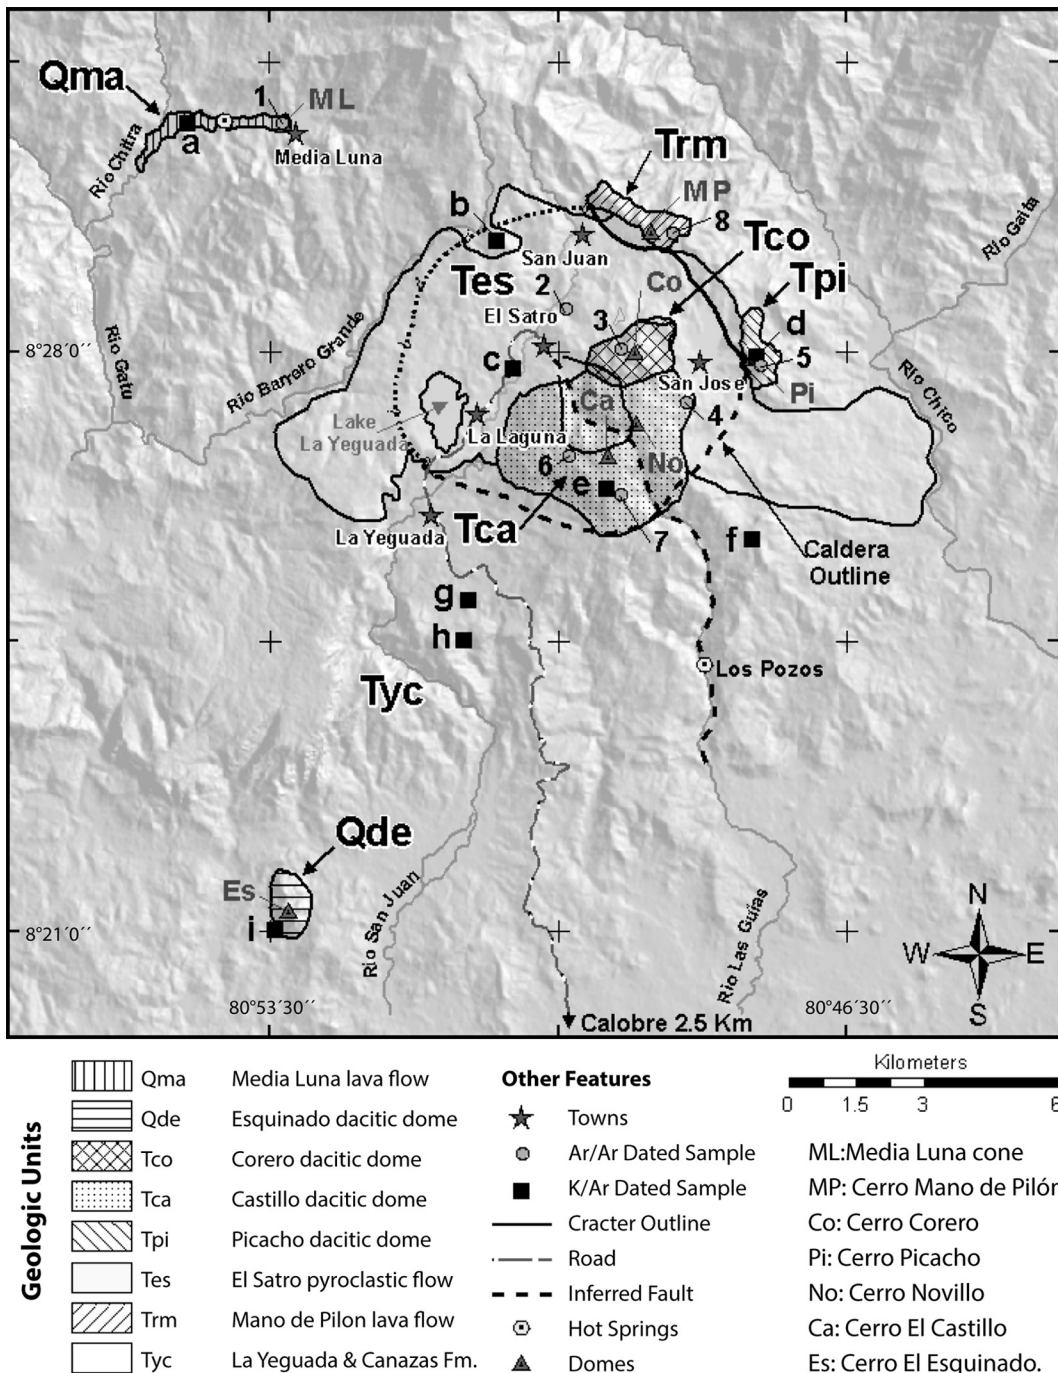 Qma
1
ML
a
Media Luna
Río Chitra
Trm
MP
b
8
San Juan
Tco
Río Gaita
Tes
Tpi
2
Co
El Satro
3
d
8°28´0´´
c
5
San Jose
Pi
Río Gatu
Río Barrero Grande
Río Chico
Lake
La Yeguada
Ca
4
La Laguna
6
No
e
Tca
La Yeguada
7
f
Caldera
Outline
g
h
Los Pozos
Tyc
Qde
Es
i
8°21´0´´
Rio San Juan
Rio Las Guías
N
W E
S
80°53´30´´
80°46´30´´
Calobre 2.5 Km
Geologic Units
Qma Media Luna lava flow
Qde Esquinado dacitic dome
Tco Corero dacitic dome
Tca Castillo dacitic dome
Tpi Picacho dacitic dome
Tes El Satro pyroclastic flow
Trm Mano de Pilon lava flow
Tyc La Yeguada & Canazas Fm.
Other Features
Towns
Ar/Ar Dated Sample
K/Ar Dated Sample
Cracter Outline
Road
Inferred Fault
Hot Springs
Domes
Kilometers
0 1.5 3 6
ML:Media Luna cone
MP: Cerro Mano de Pilón
Co: Cerro Corero
Pi: Cerro Picacho
No: Cerro Novillo
Ca: Cerro El Castillo
Es: Cerro El Esquinado.